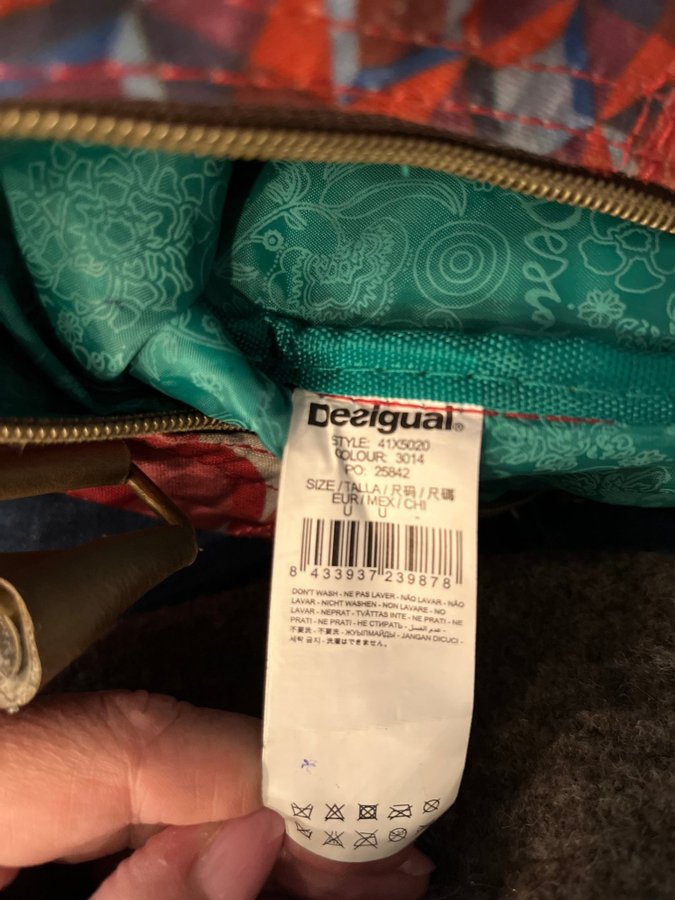 Desigual®
STYLE: 41X5020
COLOUR: 3014
PO: 25842
SIZE / TALLA / 尺码 / 尺碼
EUR / MEX / CHI
U U
8 433937 239878
DON'T WASH - NE PAS LAVER - NÃO LAVAR - NÃO
LAVAR - NICHT WASHEN - NON LAVARE - NO
LAVAR - NEPRAT - TVÄTTAS INTE - NE PRATI - NE
PRATI - NE PRATI - НЕ СТИРАТЬ - عدم الغسل -
不要洗 - 不要洗 - ЖУЫЛМАЙДЫ - JANGAN DICUCI -
세탁 금지 - 洗濯はできません。